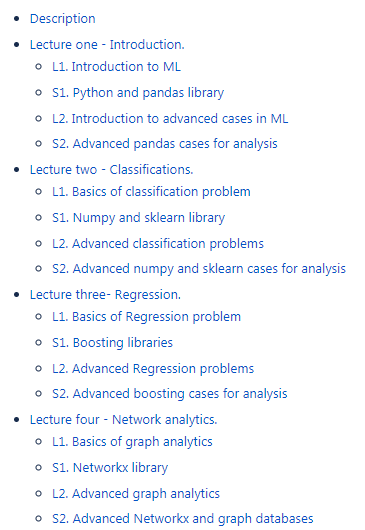 Description
Lecture one - Introduction.
L1. Introduction to ML
S1. Python and pandas library
L2. Introduction to advanced cases in ML
S2. Advanced pandas cases for analysis
Lecture two - Classifications.
L1. Basics of classification problem
S1. Numpy and sklearn library
L2. Advanced classification problems
S2. Advanced numpy and sklearn cases for analysis
Lecture three- Regression.
L1. Basics of Regression problem
S1. Boosting libraries
L2. Advanced Regression problems
S2. Advanced boosting cases for analysis
Lecture four - Network analytics.
L1. Basics of graph analytics
S1. Networkx library
L2. Advanced graph analytics
S2. Advanced Networkx and graph databases